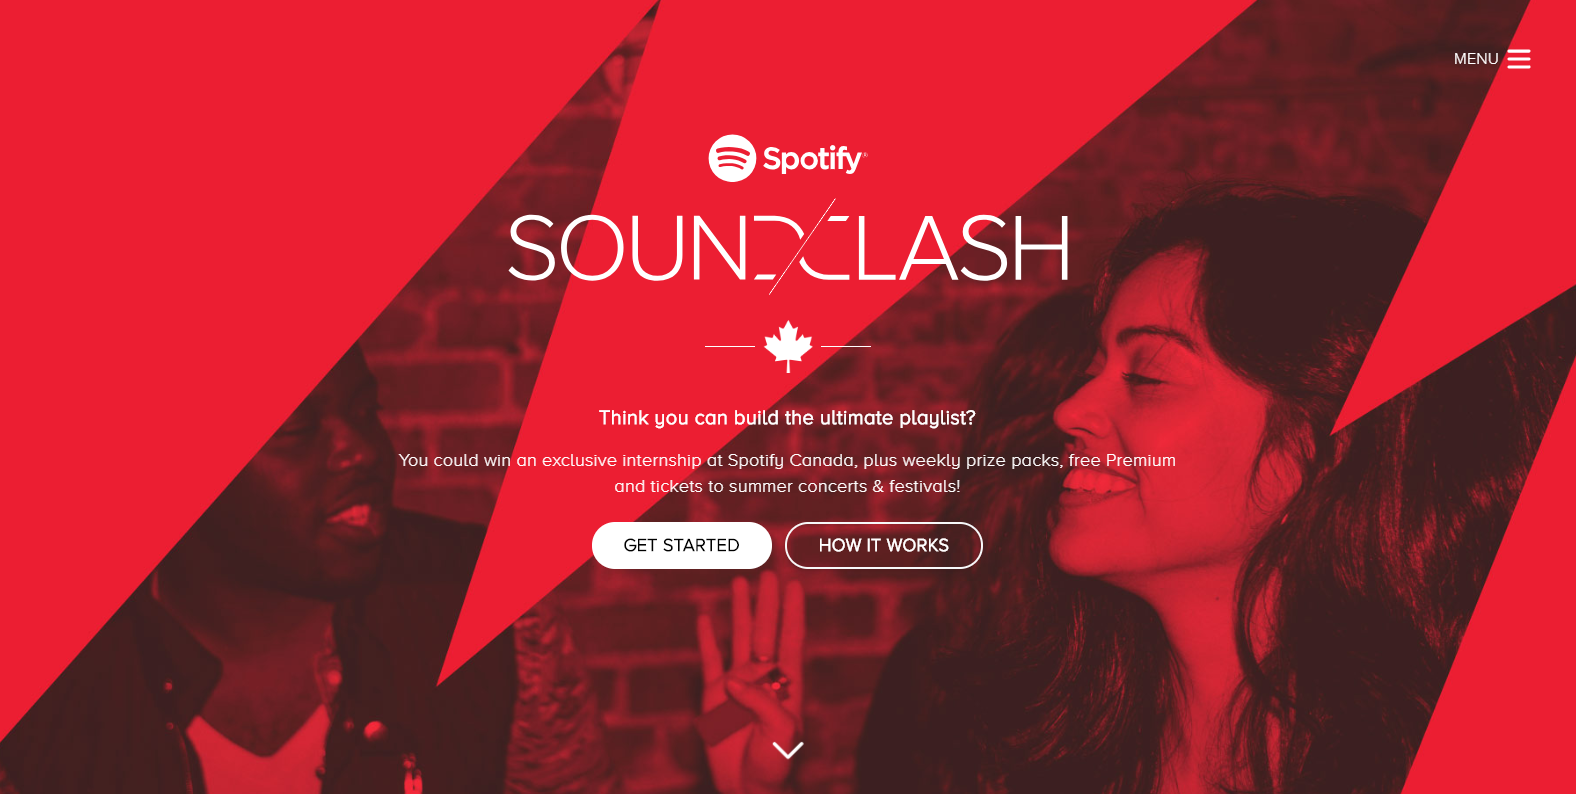 MENU
Spotify®
SOUNDCLASH
Think you can build the ultimate playlist?
You could win an exclusive internship at Spotify Canada, plus weekly prize packs, free Premium
and tickets to summer concerts & festivals!
GET STARTED
HOW IT WORKS